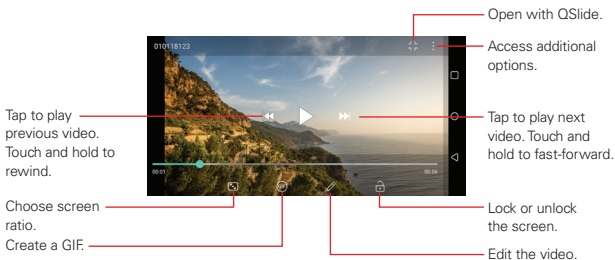 Open with QSlide.
Access additional
options.
010118123
Tap to play
previous video.
Touch and hold to
rewind.
Tap to play next
video. Touch and
hold to fast-forward.
00:01
00:06
GIF
Choose screen
ratio.
Create a GIF.
Lock or unlock
the screen.
Edit the video.